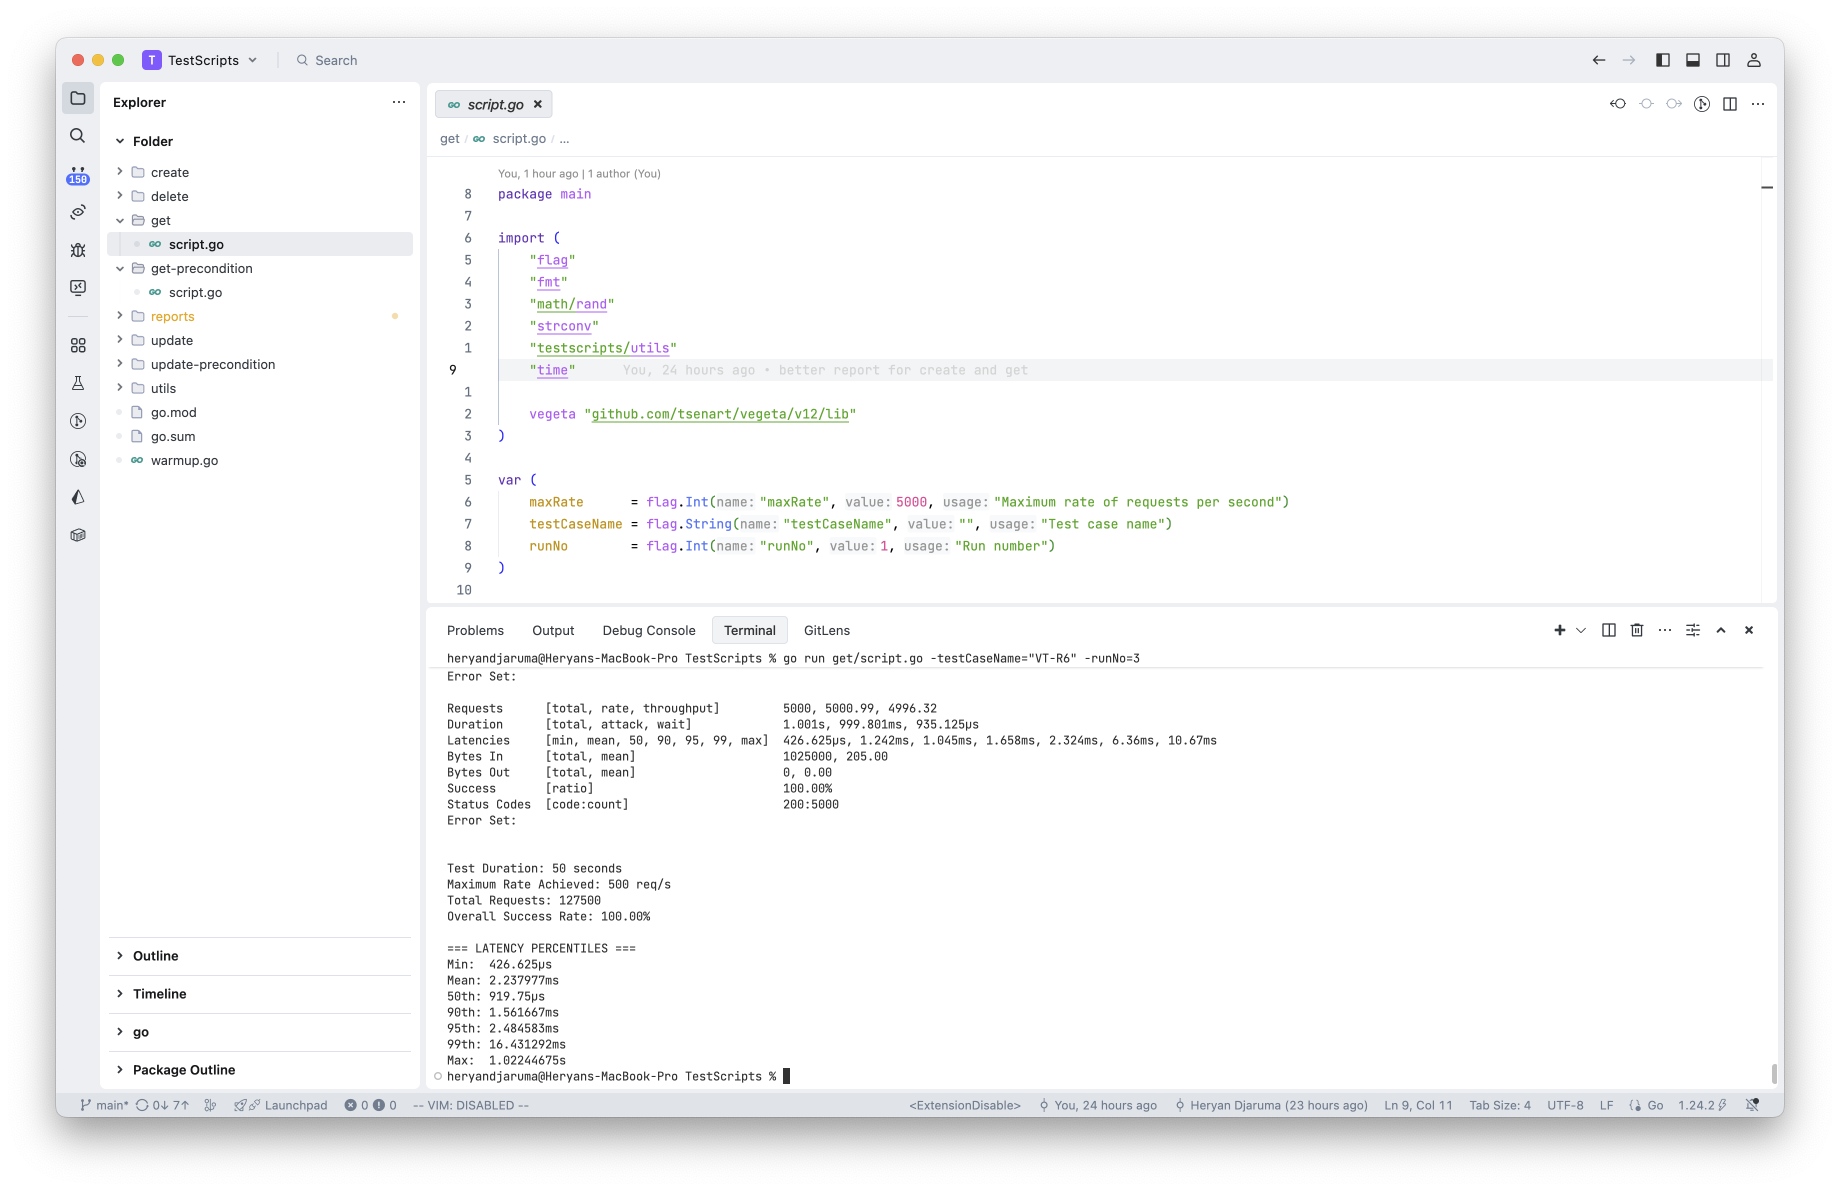 T TestScripts
Search
Explorer
Folder
create
delete
get
script.go
get-precondition
script.go
reports
update
update-precondition
utils
go.mod
go.sum
warmup.go
Outline
Timeline
go
Package Outline
150
script.go
get / script.go / ...
You, 1 hour ago | 1 author (You)
8 package main
7
6 import (
5 "flag"
4 "fmt"
3 "math/rand"
2 "strconv"
1 "testscripts/utils"
9 "time" You, 24 hours ago • better report for create and get
1
2 vegeta "github.com/tsenart/vegeta/v12/lib"
3 )
4
5 var (
6 maxRate = flag.Int(name: "maxRate", value: 5000, usage: "Maximum rate of requests per second")
7 testCaseName = flag.String(name: "testCaseName", value: "", usage: "Test case name")
8 runNo = flag.Int(name: "runNo", value: 1, usage: "Run number")
9 )
10
Problems Output Debug Console Terminal GitLens
heryandjaruma@Heryans-MacBook-Pro TestScripts % go run get/script.go -testCaseName="VT-R6" -runNo=3
Error Set:
Requests [total, rate, throughput] 5000, 5000.99, 4996.32
Duration [total, attack, wait] 1.001s, 999.801ms, 935.125µs
Latencies [min, mean, 50, 90, 95, 99, max] 426.625µs, 1.242ms, 1.045ms, 1.658ms, 2.324ms, 6.36ms, 10.67ms
Bytes In [total, mean] 1025000, 205.00
Bytes Out [total, mean] 0, 0.00
Success [ratio] 100.00%
Status Codes [code:count] 200:5000
Error Set:
Test Duration: 50 seconds
Maximum Rate Achieved: 500 req/s
Total Requests: 127500
Overall Success Rate: 100.00%
=== LATENCY PERCENTILES ===
Min: 426.625µs
Mean: 2.237977ms
50th: 919.75µs
90th: 1.561667ms
95th: 2.484583ms
99th: 16.431292ms
Max: 1.02244675s
heryandjaruma@Heryans-MacBook-Pro TestScripts %
main* 0↓ 7↑ Launchpad 0 0 -- VIM: DISABLED -- <ExtensionDisable> You, 24 hours ago Heryan Djaruma (23 hours ago) Ln 9, Col 11 Tab Size: 4 UTF-8 LF Go 1.24.2